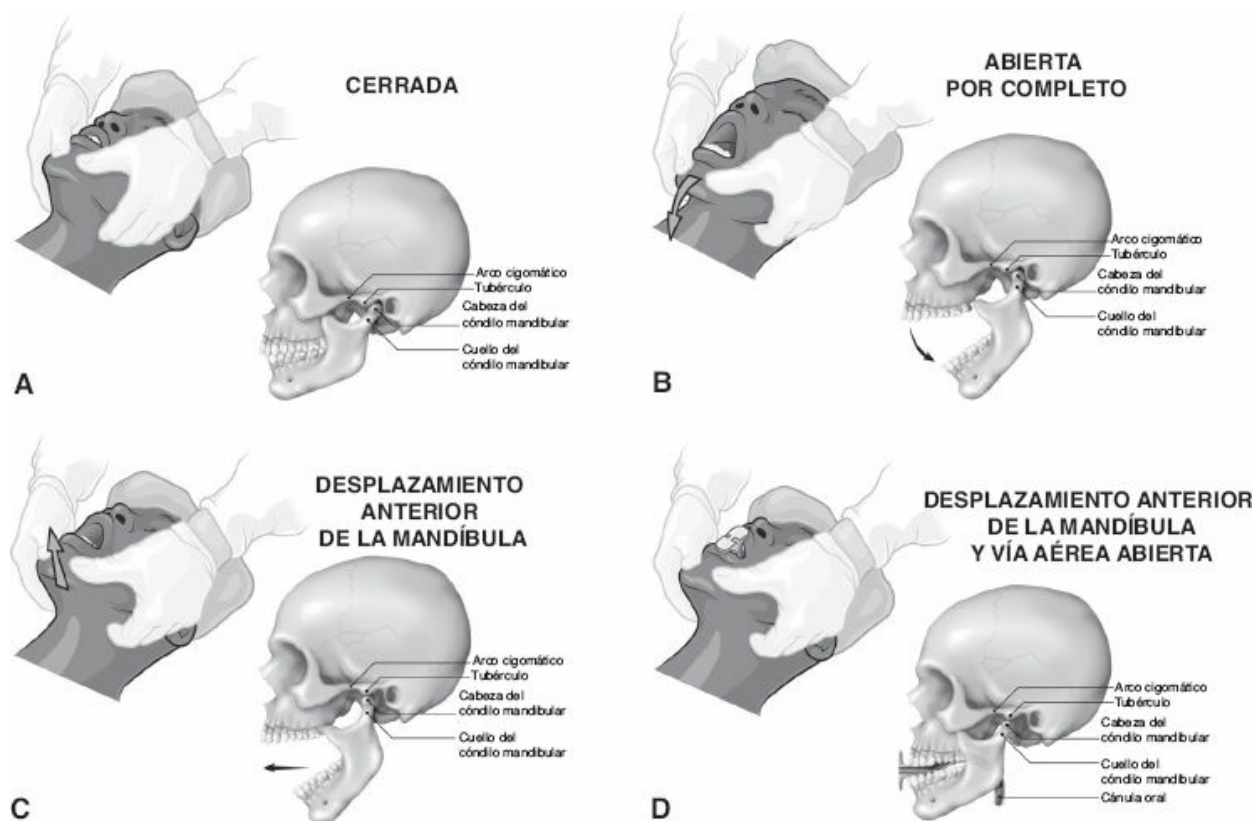 CERRADA
Arco cigomático
Tubérculo
Cabeza del
cóndilo mandibular
Cuello del
cóndilo mandibular
A
ABIERTA
POR COMPLETO
Arco cigomático
Tubérculo
Cabeza del
cóndilo mandibular
Cuello del
cóndilo mandibular
B
DESPLAZAMIENTO
ANTERIOR
DE LA MANDÍBULA
Arco cigomático
Tubérculo
Cabeza del
cóndilo mandibular
Cuello del
cóndilo mandibular
C
DESPLAZAMIENTO ANTERIOR
DE LA MANDÍBULA
Y VÍA AÉREA ABIERTA
Arco cigomático
Tubérculo
Cabeza del
cóndilo mandibular
Cuello del
cóndilo mandibular
Cánula oral
D